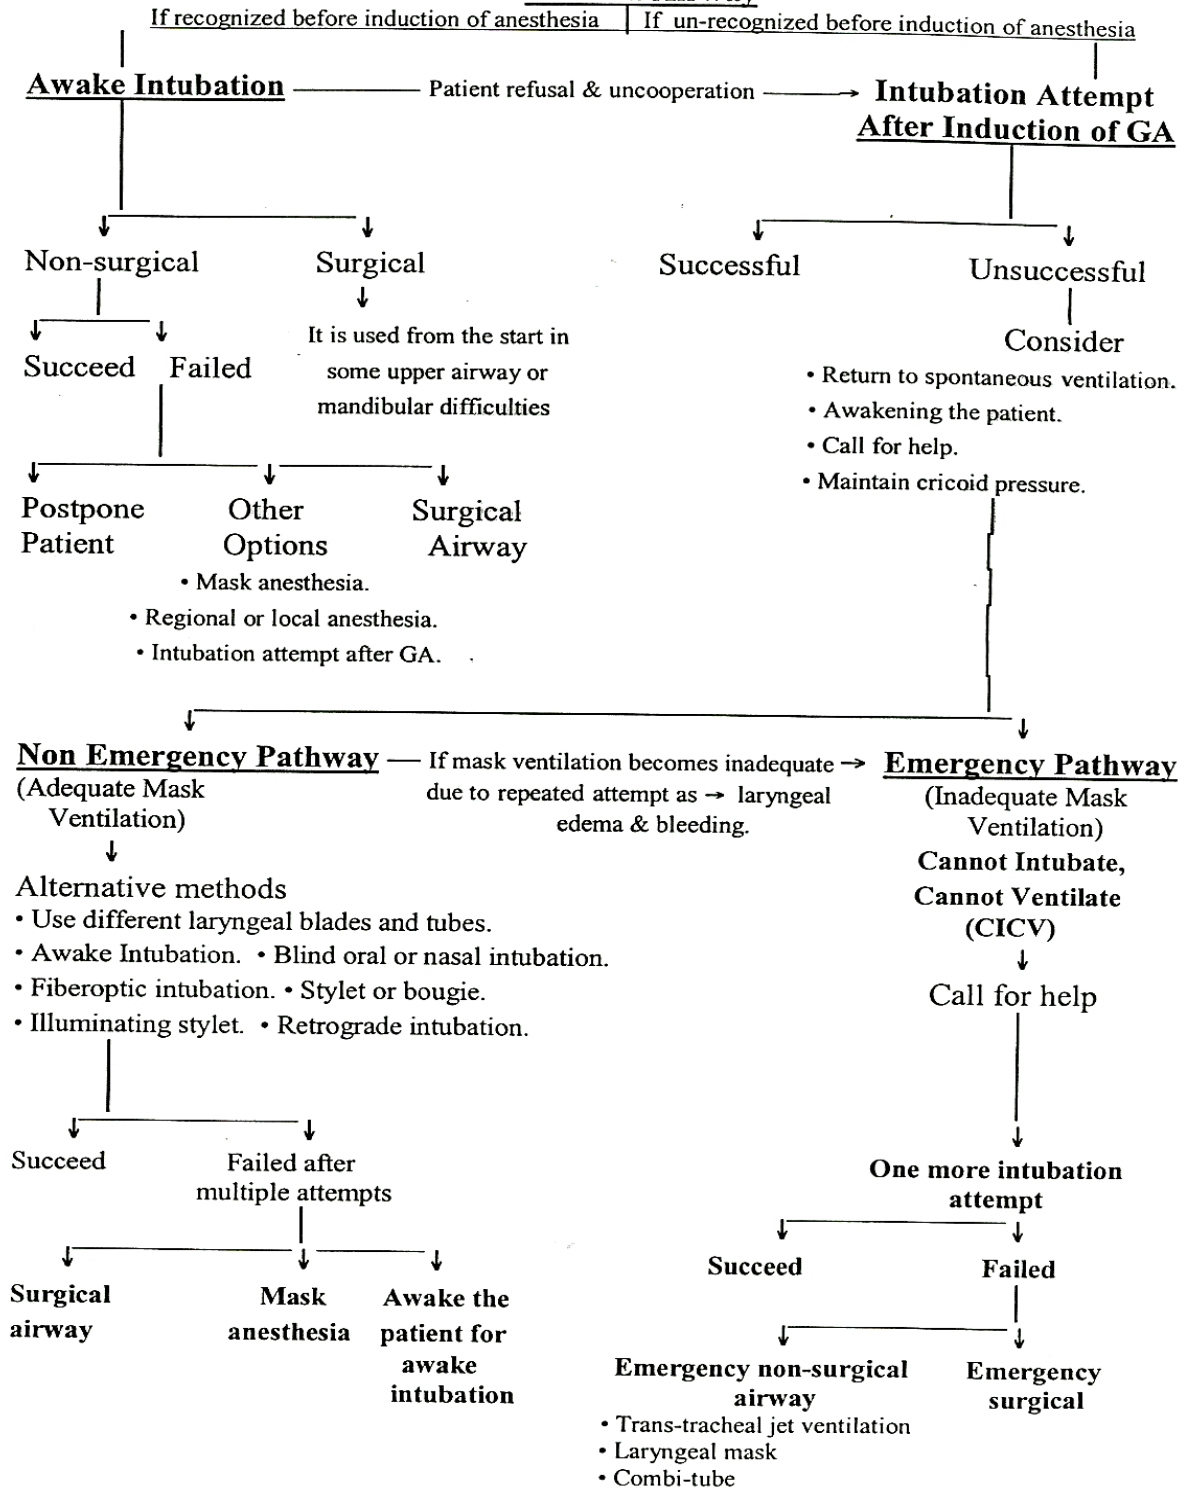 If recognized before induction of anesthesia
If un-recognized before induction of anesthesia
Awake Intubation
Patient refusal & uncooperation
Intubation Attempt
After Induction of GA
Non-surgical
Surgical
Successful
Unsuccessful
It is used from the start in
some upper airway or
mandibular difficulties
Succeed
Failed
Consider
• Return to spontaneous ventilation.
• Awakening the patient.
• Call for help.
• Maintain cricoid pressure.
Postpone
Patient
Other
Options
Surgical
Airway
• Mask anesthesia.
• Regional or local anesthesia.
• Intubation attempt after GA.
Non Emergency Pathway
(Adequate Mask
Ventilation)
If mask ventilation becomes inadequate →
due to repeated attempt as → laryngeal
edema & bleeding.
Emergency Pathway
(Inadequate Mask
Ventilation)
Cannot Intubate,
Cannot Ventilate
(CICV)
Alternative methods
• Use different laryngeal blades and tubes.
• Awake Intubation. • Blind oral or nasal intubation.
• Fiberoptic intubation. • Stylet or bougie.
• Illuminating stylet. • Retrograde intubation.
Call for help
Succeed
Failed after
multiple attempts
One more intubation
attempt
Surgical
airway
Mask
anesthesia
Awake the
patient for
awake
intubation
Succeed
Failed
Emergency non-surgical
airway
• Trans-tracheal jet ventilation
• Laryngeal mask
• Combi-tube
Emergency
surgical